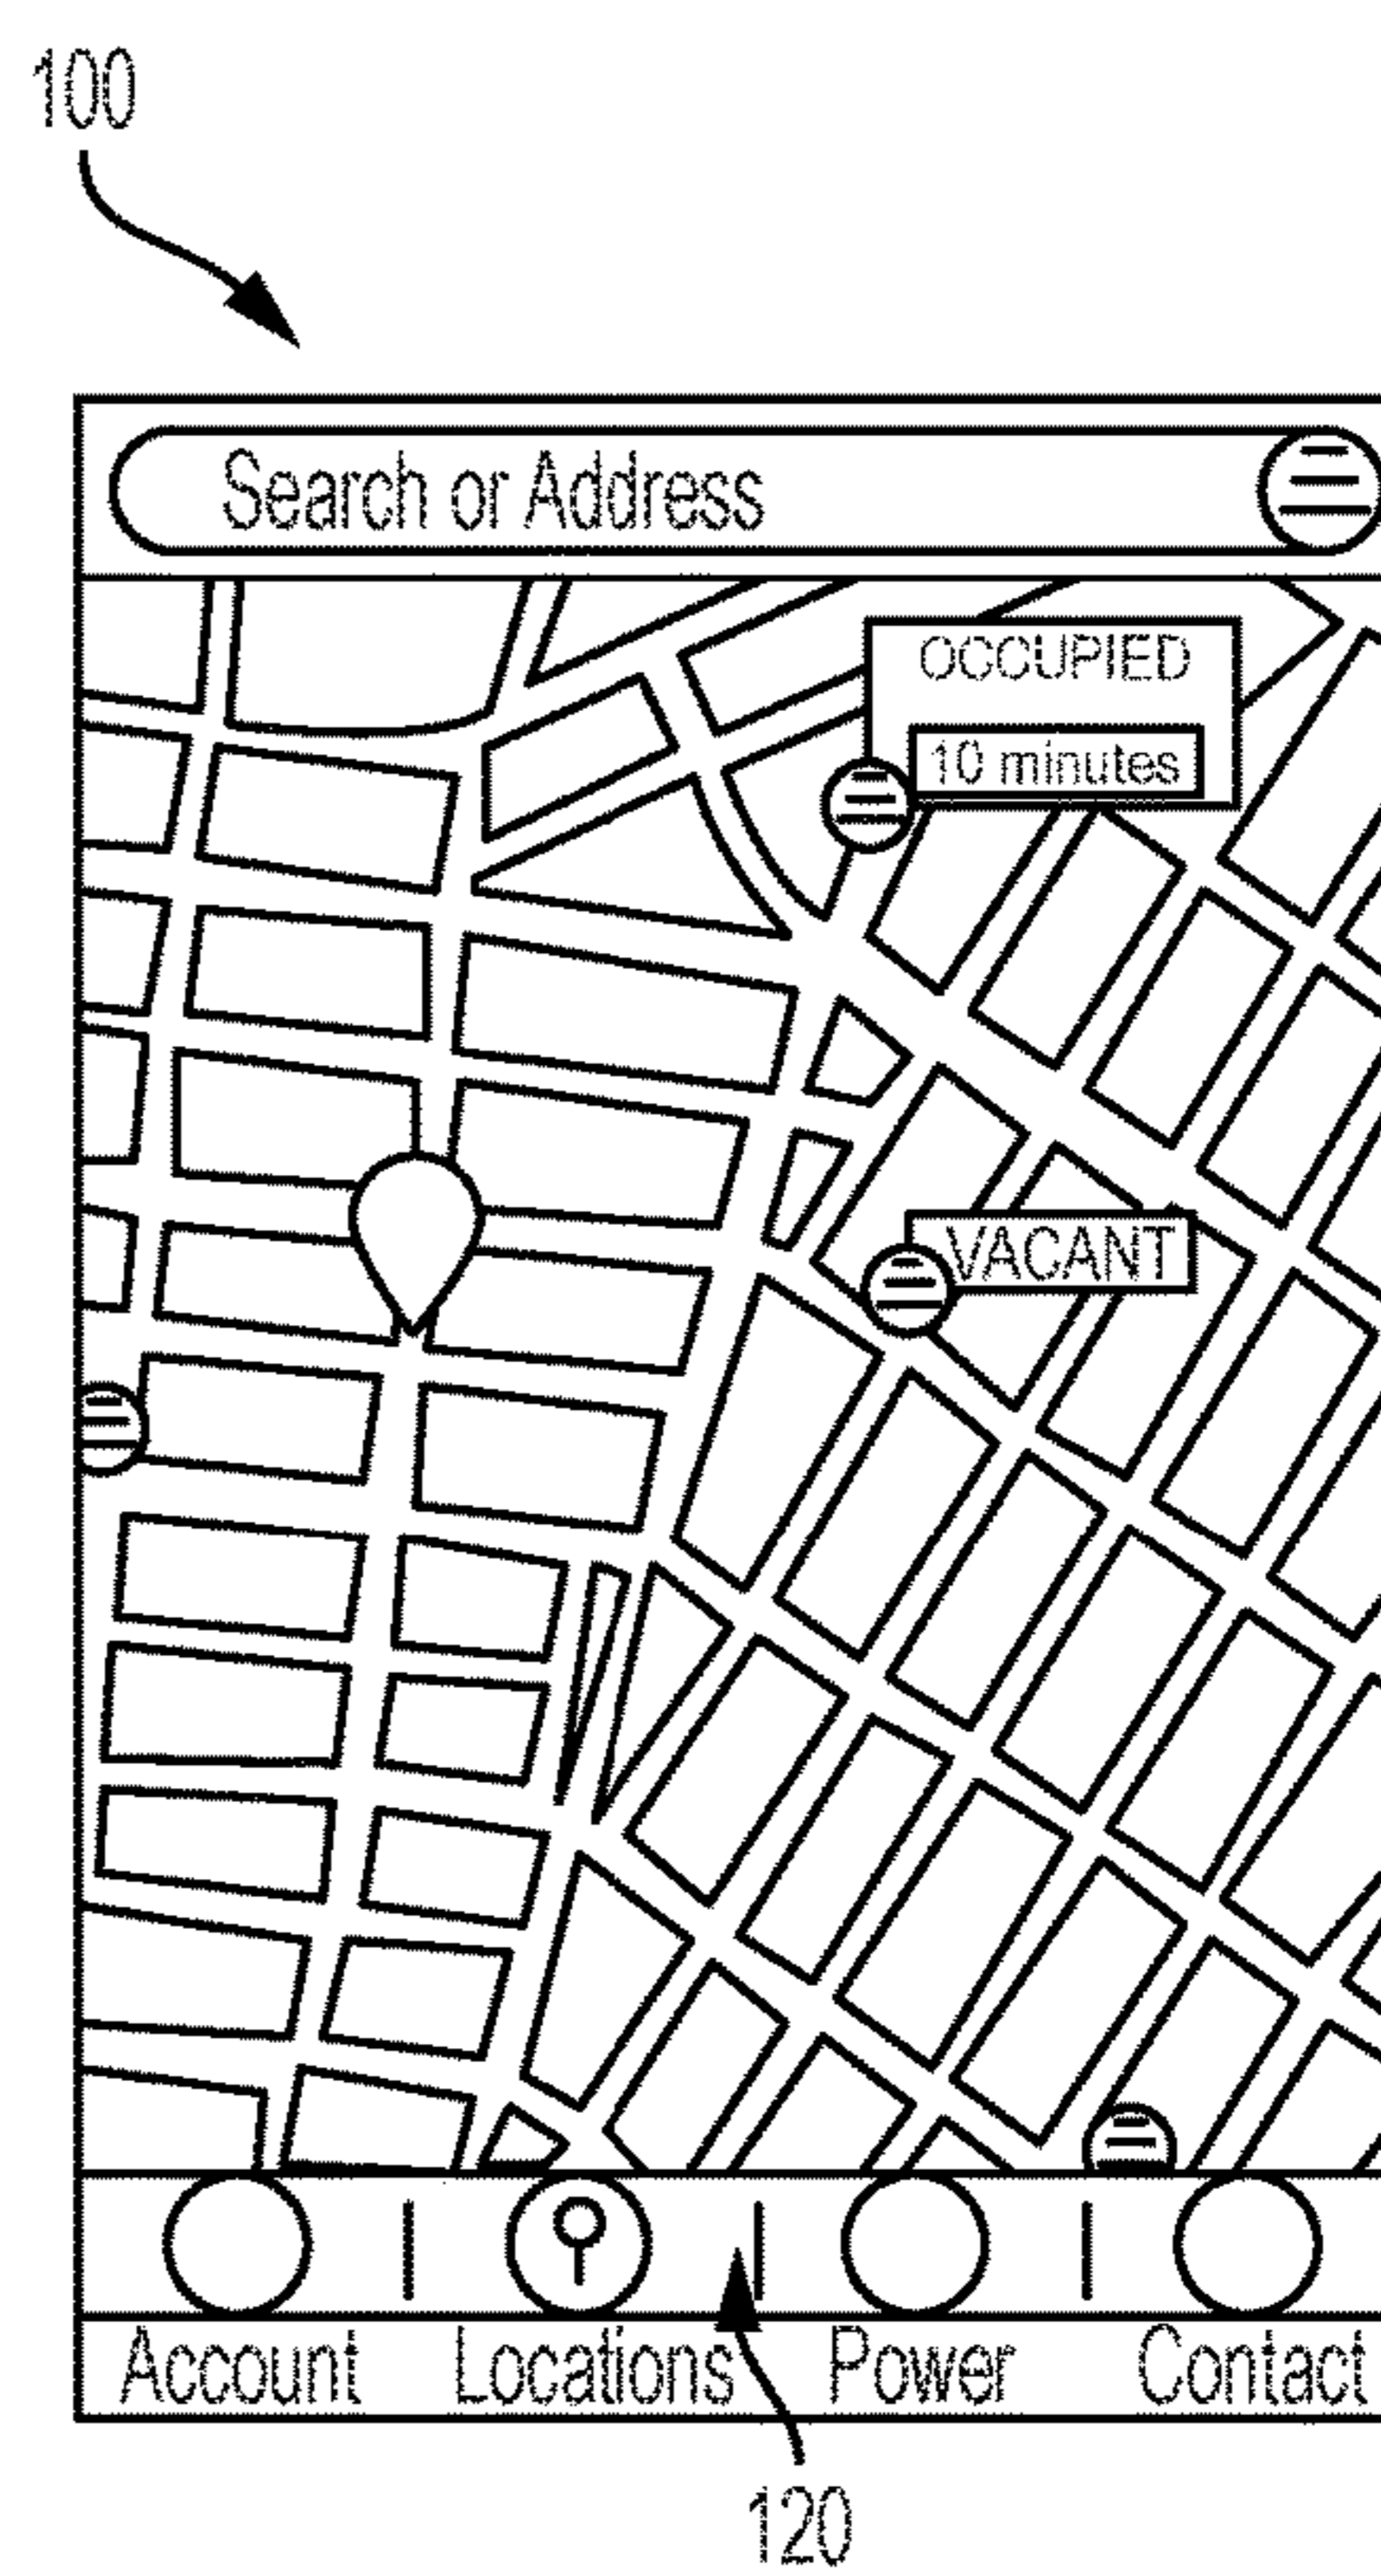 100
Search or Address
OCCUPIED
10 minutes
VACANT
Account Locations Power Contact
120